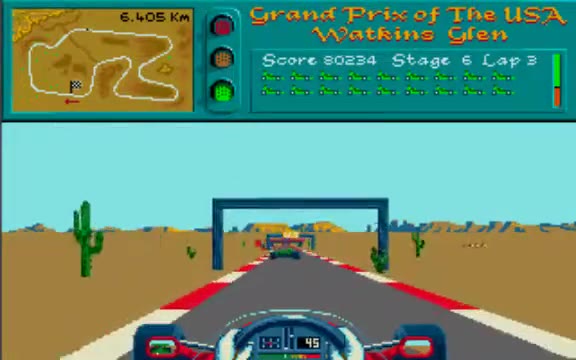 6.405 Km
Grand Prix of The USA
Watkins Glen
Score 80234 Stage 6 Lap 3
45